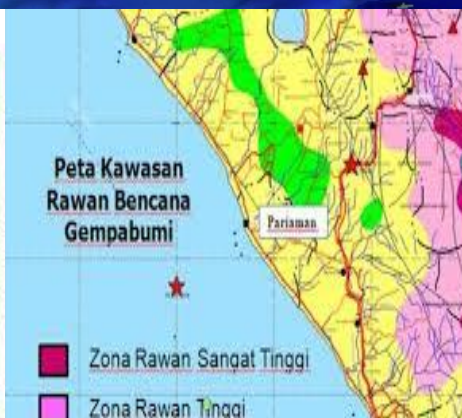 Peta Kawasan
Rawan Bencana
Gempabumi
Pariaman
Zona Rawan Sangat Tinggi
Zona Rawan Tinggi